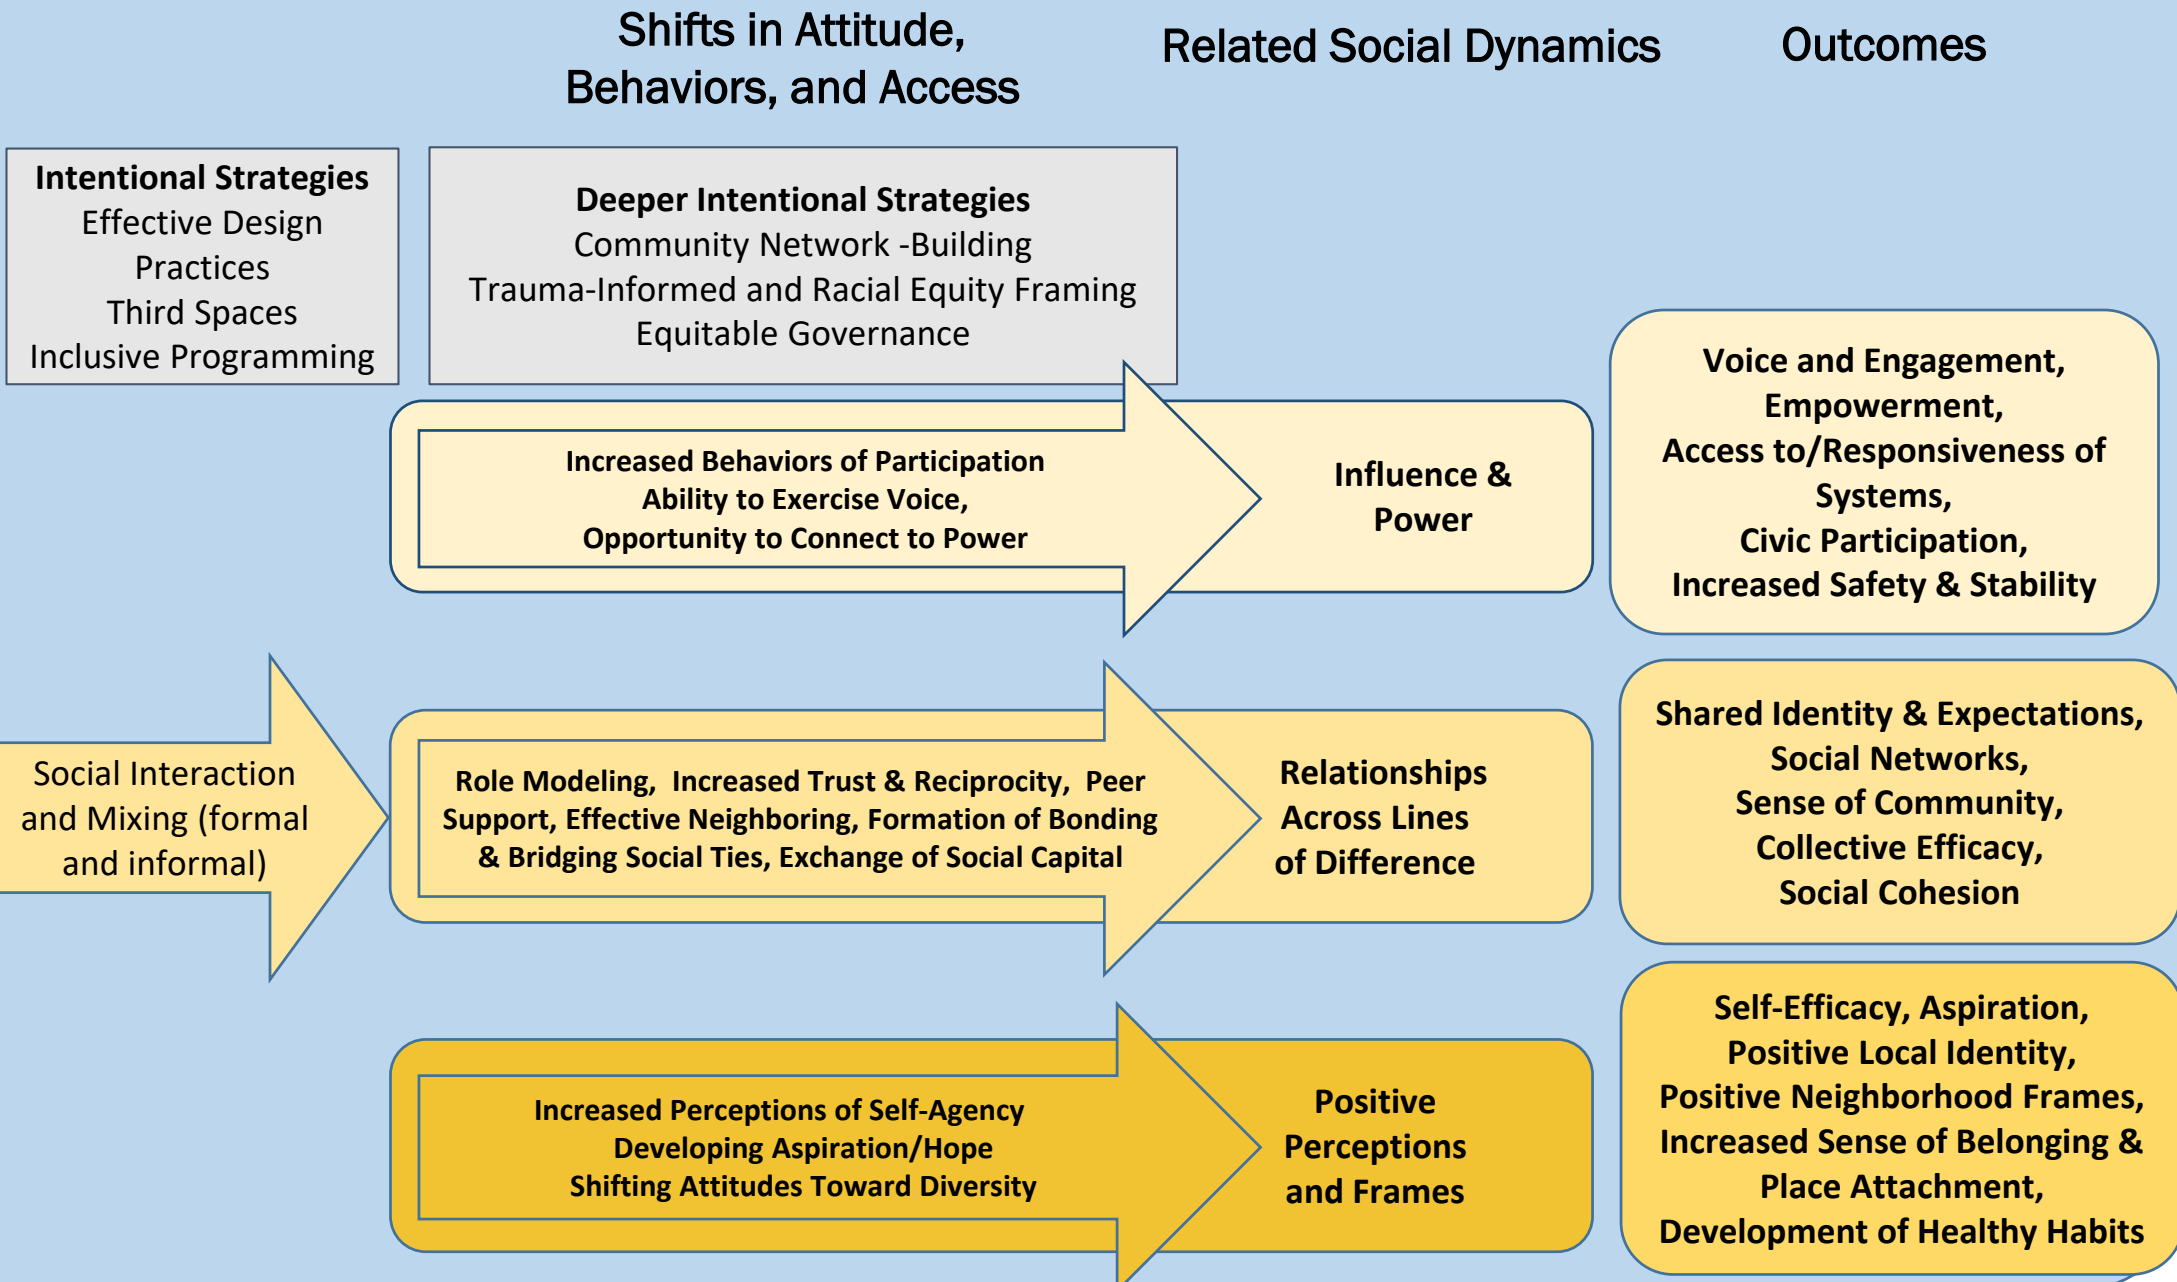 Shifts in Attitude,
Behaviors, and Access
Related Social Dynamics
Outcomes
Intentional Strategies
Effective Design
Practices
Third Spaces
Inclusive Programming
Deeper Intentional Strategies
Community Network -Building
Trauma-Informed and Racial Equity Framing
Equitable Governance
Increased Behaviors of Participation
Ability to Exercise Voice,
Opportunity to Connect to Power
Influence &
Power
Voice and Engagement,
Empowerment,
Access to/Responsiveness of
Systems,
Civic Participation,
Increased Safety & Stability
Social Interaction
and Mixing (formal
and informal)
Role Modeling, Increased Trust & Reciprocity, Peer
Support, Effective Neighboring, Formation of Bonding
& Bridging Social Ties, Exchange of Social Capital
Relationships
Across Lines
of Difference
Shared Identity & Expectations,
Social Networks,
Sense of Community,
Collective Efficacy,
Social Cohesion
Increased Perceptions of Self-Agency
Developing Aspiration/Hope
Shifting Attitudes Toward Diversity
Positive
Perceptions
and Frames
Self-Efficacy, Aspiration,
Positive Local Identity,
Positive Neighborhood Frames,
Increased Sense of Belonging &
Place Attachment,
Development of Healthy Habits